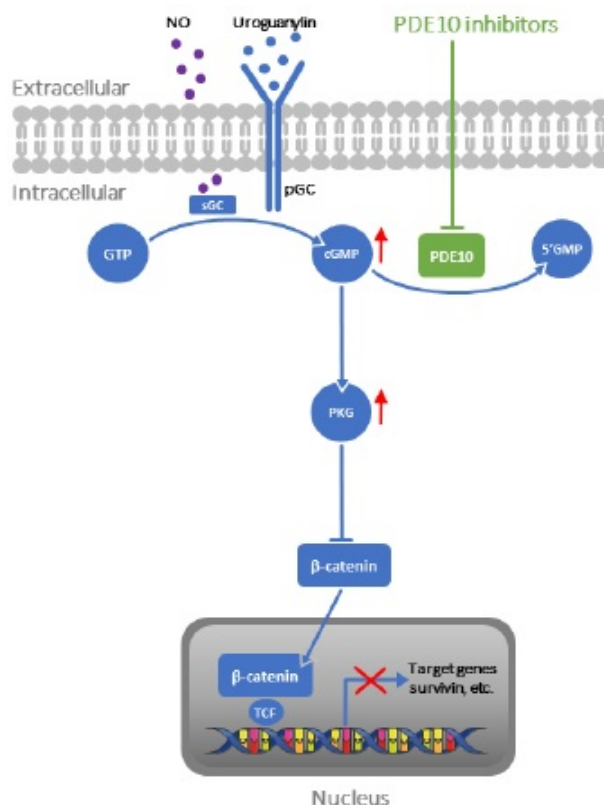 NO
Uroguanylin
PDE10 inhibitors
Extracellular
Intracellular
sGC
pGC
GTP
cGMP
PDE10
5'GMP
PKG
β-catenin
β-catenin
TCF
Target genes
survivin, etc.
Nucleus